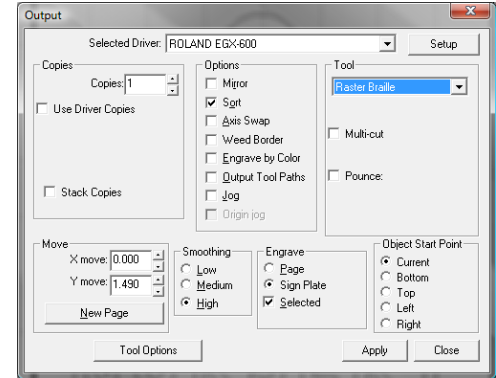 Output
Selected Driver: ROLAND EGX-600
Setup
Copies
Copies: 1
Use Driver Copies
Stack Copies
Options
Mirror
Sort
Axis Swap
Weed Border
Engrave by Color
Output Tool Paths
Jog
Origin jog
Tool
Raster Braille
Multi-cut
Pounce:
Move
X move: 0.000
Y move: 1.490
New Page
Smoothing
Low
Medium
High
Engrave
Page
Sign Plate
Selected
Object Start Point
Current
Bottom
Top
Left
Right
Tool Options
Apply
Close